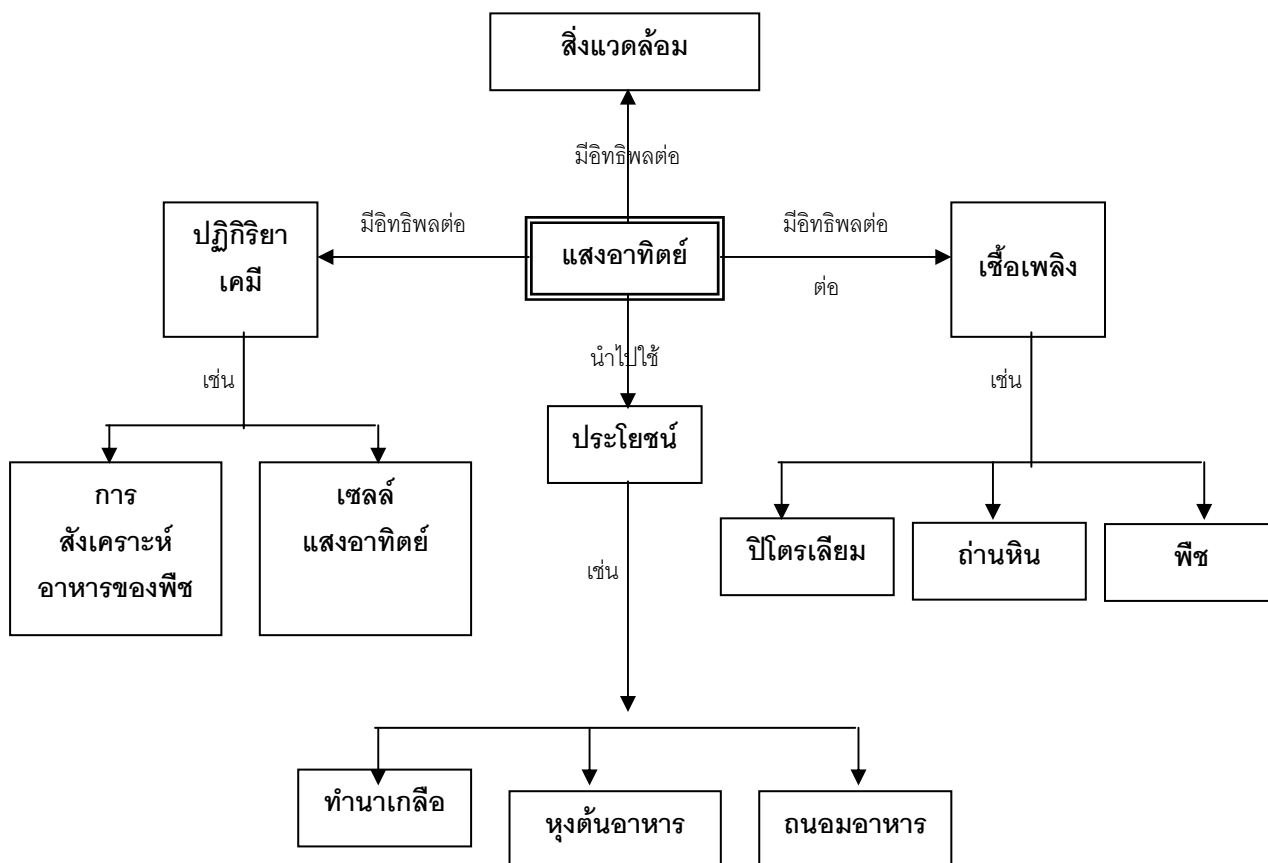 สิ่งแวดล้อม
มีอิทธิพลต่อ
ปฏิกิริยา
เคมี
มีอิทธิพลต่อ
แสงอาทิตย์
มีอิทธิพลต่อ
ต่อ
เชื้อเพลิง
นำไปใช้
เช่น
เช่น
ประโยชน์
การ
สังเคราะห์
อาหารของพืช
เซลล์
แสงอาทิตย์
ปิโตรเลียม
ถ่านหิน
พืช
เช่น
ทำนาเกลือ
หุงต้นอาหาร
ถนอมอาหาร